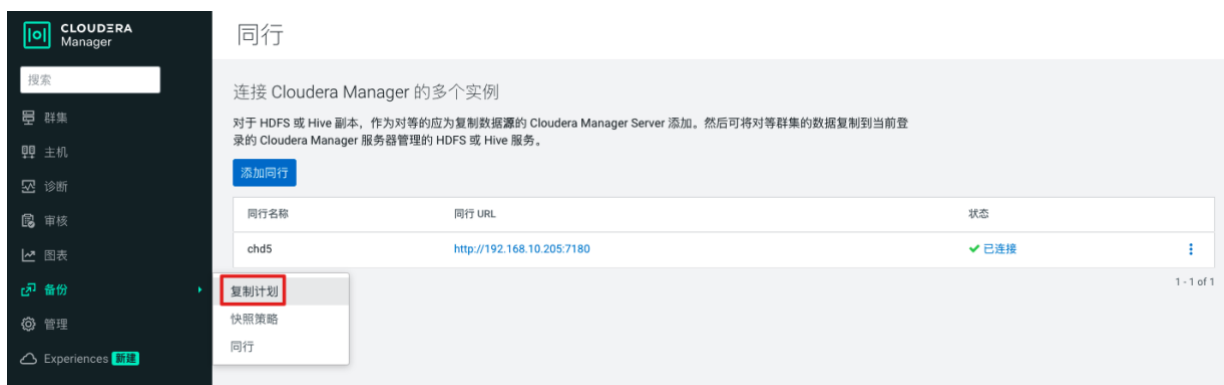 CLOUDERA
Manager
同行
搜索
连接 Cloudera Manager 的多个实例
群集
对于 HDFS 或 Hive 副本，作为对等的应为复制数据源的 Cloudera Manager Server 添加。然后可将对等群集的数据复制到当前登
录的 Cloudera Manager 服务器管理的 HDFS 或 Hive 服务。
主机
添加同行
诊断
同行名称 同行 URL 状态
审核
chd5 http://192.168.10.205:7180 已连接
图表
1 - 1 of 1
备份
复制计划
快照策略
同行
管理
Experiences 新建